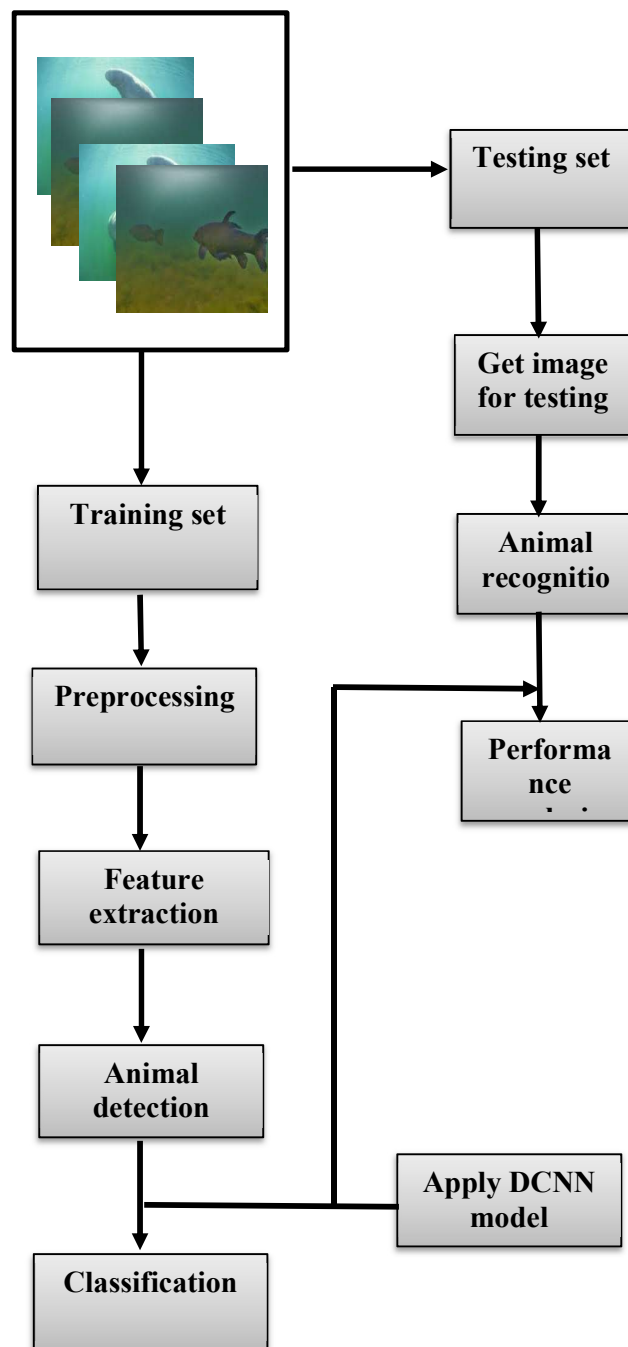 Testing set
Get image
for testing
Training set
Animal
recognitio
Preprocessing
Performa
nce
Feature
extraction
Animal
detection
Apply DCNN
model
Classification